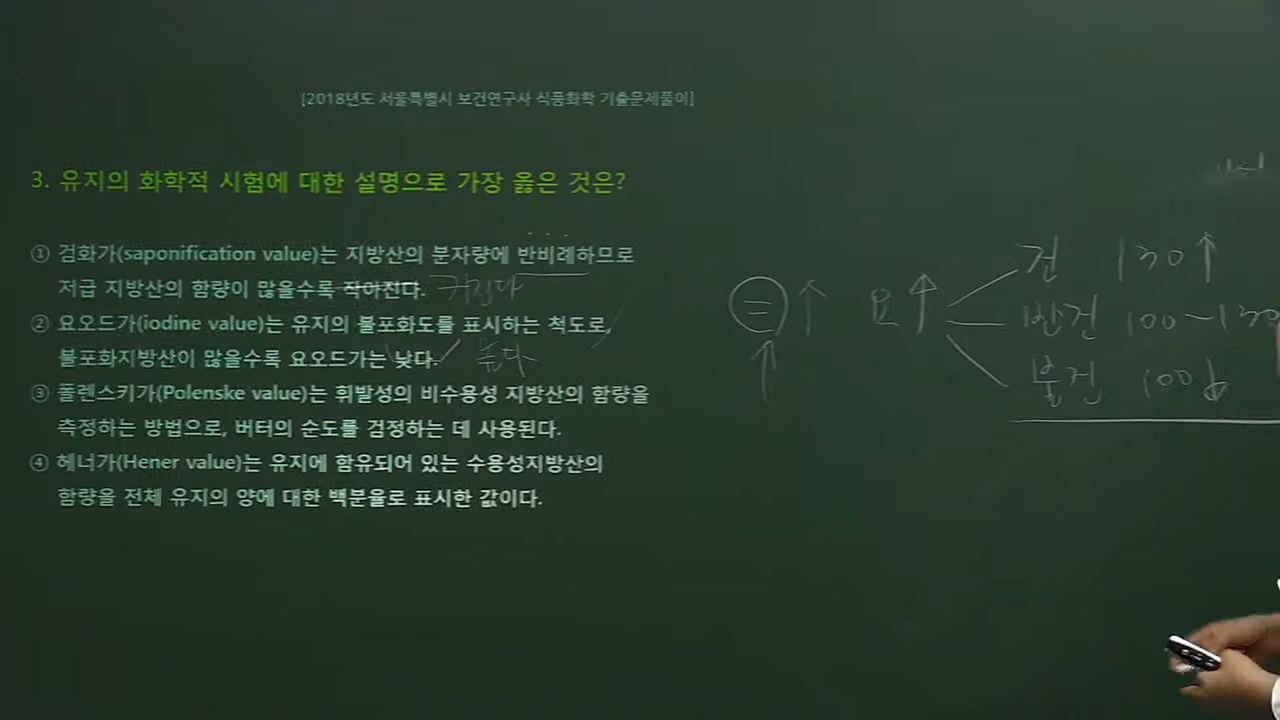 [2018년도 서울특별시 보건연구사 식품화학 기출문제풀이]
3. 유지의 화학적 시험에 대한 설명으로 가장 옳은 것은?
① 검화가(saponification value)는 지방산의 분자량에 반비례하므로
저급 지방산의 함량이 많을수록 작아진다. 커진다
② 요오드가(iodine value)는 유지의 불포화도를 표시하는 척도로,
불포화지방산이 많을수록 요오드가는 낮다. 높다
③ 폴렌스키가(Polenske value)는 휘발성의 비수용성 지방산의 함량을
측정하는 방법으로, 버터의 순도를 검정하는 데 사용된다.
④ 헤너가(Hener value)는 유지에 함유되어 있는 수용성지방산의
함량을 전체 유지의 양에 대한 백분율로 표시한 값이다.
= ↑ 요 ↑
↑
건 130↑
반건 100~130
불건 100↓